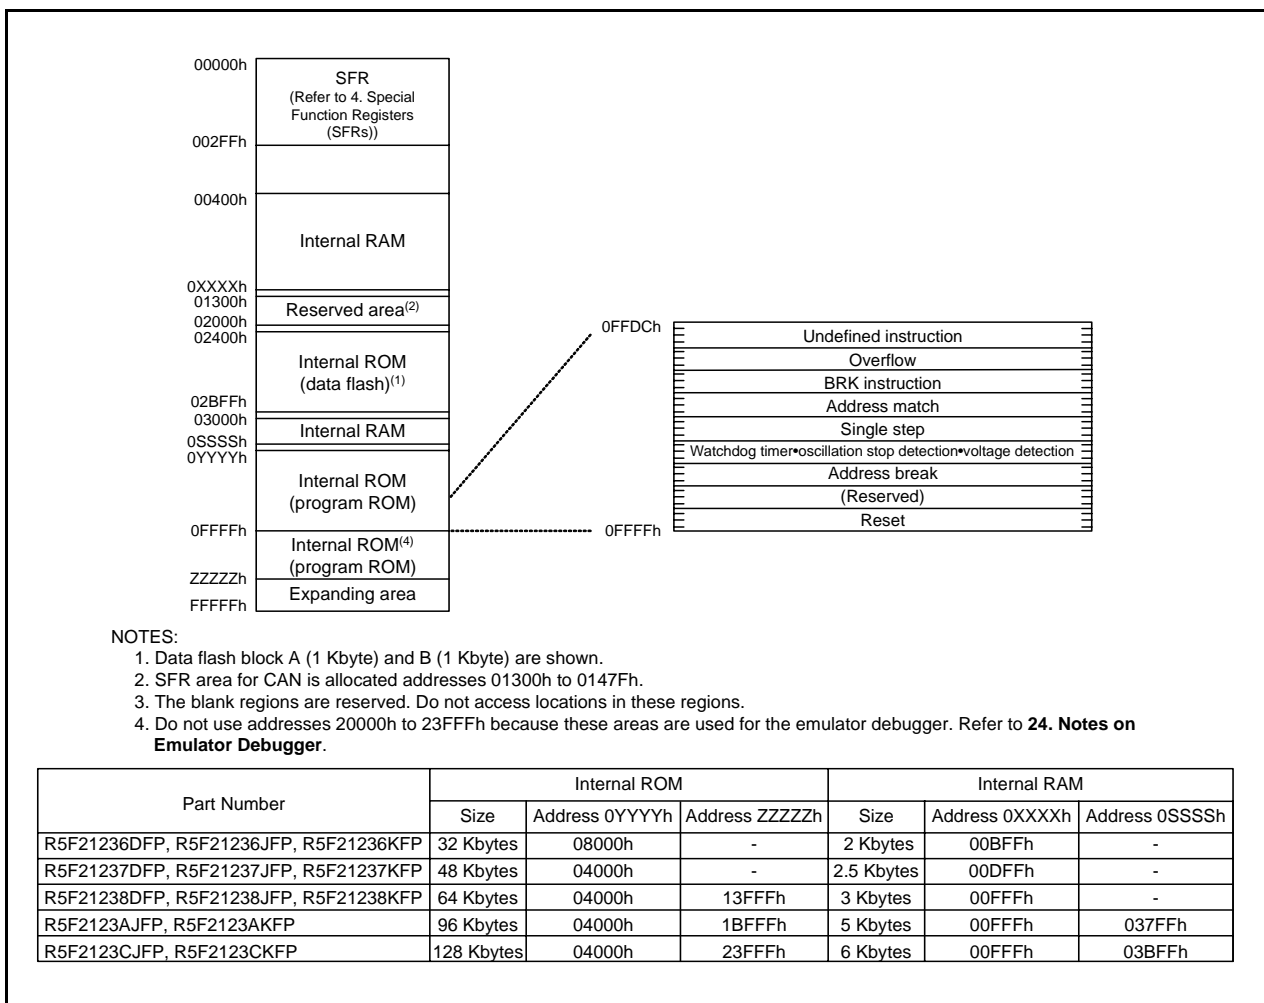 00000h
SFR
(Refer to 4. Special
Function Registers
(SFRs))
002FFh
00400h
Internal RAM
0XXXXh
01300h
Reserved area(2)
02000h
02400h
Internal ROM
(data flash)(1)
02BFFh
03000h
Internal RAM
0SSSSh
0YYYYh
Internal ROM
(program ROM)
0FFFFh
Internal ROM(4)
(program ROM)
ZZZZZh
Expanding area
FFFFFh
0FFDCh
Undefined instruction
Overflow
BRK instruction
Address match
Single step
Watchdog timer•oscillation stop detection•voltage detection
Address break
(Reserved)
Reset
0FFFFh
NOTES:
1. Data flash block A (1 Kbyte) and B (1 Kbyte) are shown.
2. SFR area for CAN is allocated addresses 01300h to 0147Fh.
3. The blank regions are reserved. Do not access locations in these regions.
4. Do not use addresses 20000h to 23FFFh because these areas are used for the emulator debugger. Refer to 24. Notes on
Emulator Debugger.
Part Number Internal ROM Internal RAM
Size Address 0YYYYh Address ZZZZZh Size Address 0XXXXh Address 0SSSSh
R5F21236DFP, R5F21236JFP, R5F21236KFP 32 Kbytes 08000h - 2 Kbytes 00BFFh -
R5F21237DFP, R5F21237JFP, R5F21237KFP 48 Kbytes 04000h - 2.5 Kbytes 00DFFh -
R5F21238DFP, R5F21238JFP, R5F21238KFP 64 Kbytes 04000h 13FFFh 3 Kbytes 00FFFh -
R5F2123AJFP, R5F2123AKFP 96 Kbytes 04000h 1BFFFh 5 Kbytes 00FFFh 037FFh
R5F2123CJFP, R5F2123CKFP 128 Kbytes 04000h 23FFFh 6 Kbytes 00FFFh 03BFFh